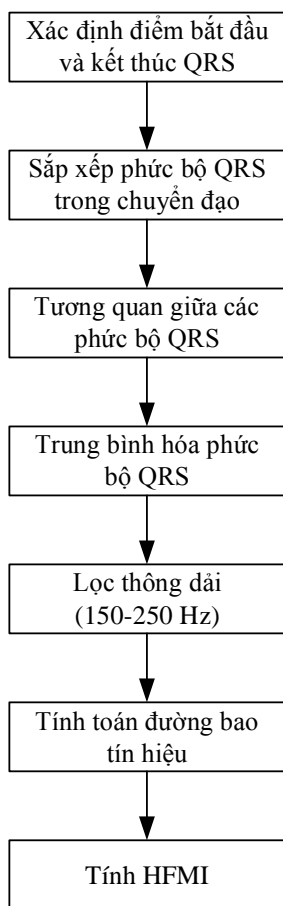 Xác định điểm bắt đầu
và kết thúc QRS
Sắp xếp phức bộ QRS
trong chuyển đạo
Tương quan giữa các
phức bộ QRS
Trung bình hóa phức
bộ QRS
Lọc thông dải
(150-250 Hz)
Tính toán đường bao
tín hiệu
Tính HFMI